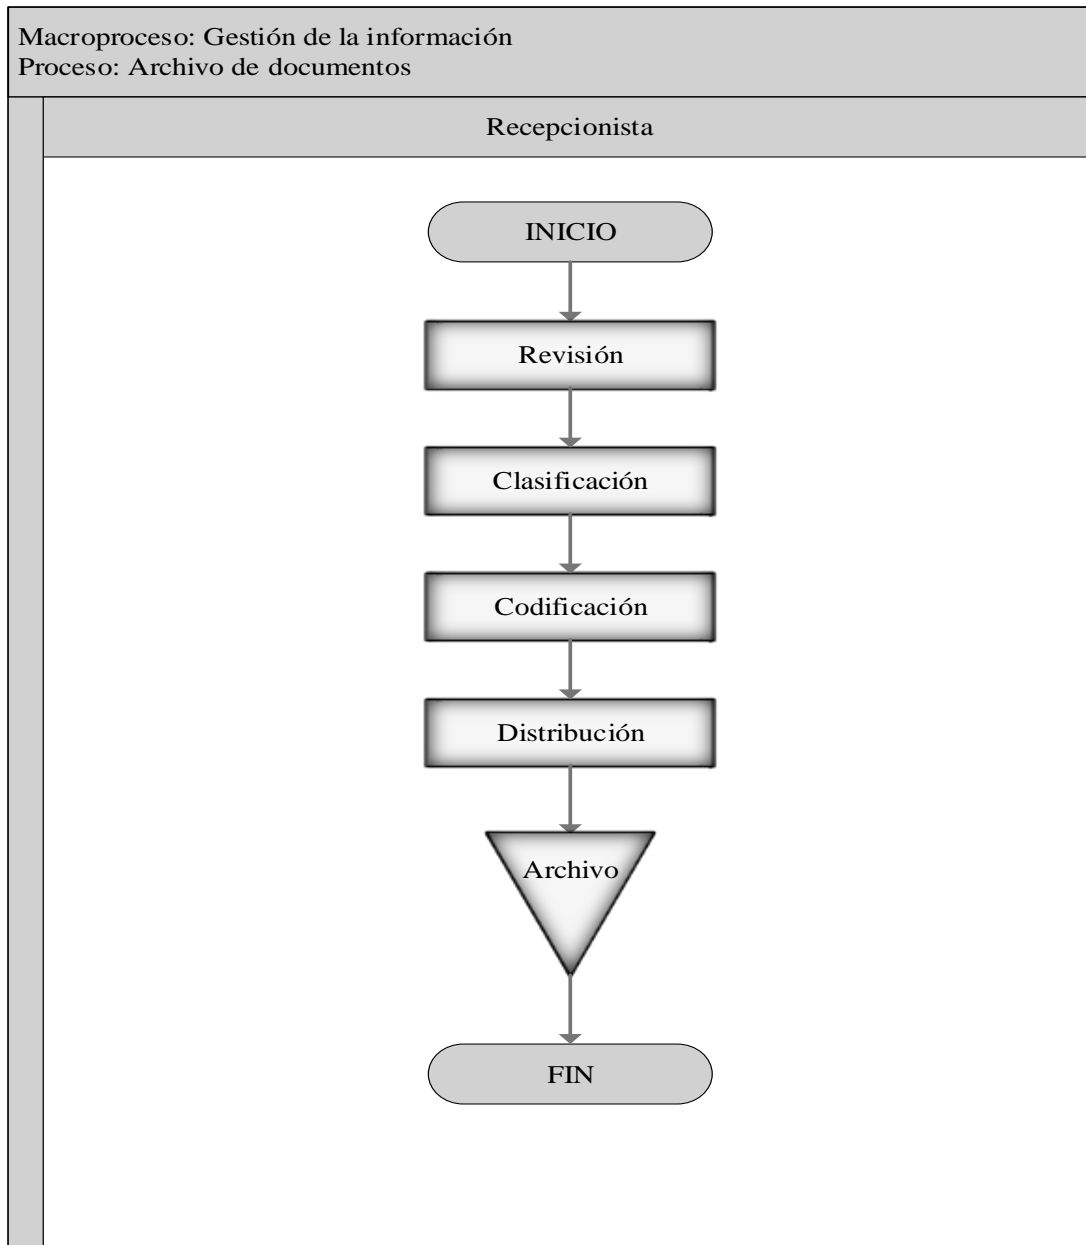 Macroproceso: Gestión de la información
Proceso: Archivo de documentos
Recepcionista
INICIO
Revisión
Clasificación
Codificación
Distribución
Archivo
FIN